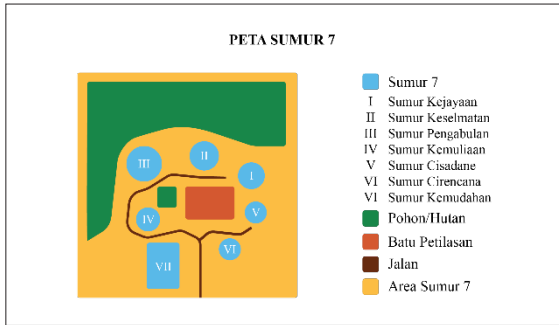 PETA SUMUR 7
Sumur 7
I Sumur Kejayaan
II Sumur Keselmatan
III Sumur Pengabulan
IV Sumur Kemuliaan
V Sumur Cisadane
VI Sumur Cirencana
VI Sumur Kemudahan
Pohon/Hutan
Batu Petilasan
Jalan
Area Sumur 7
III
II
I
IV
V
VI
VII